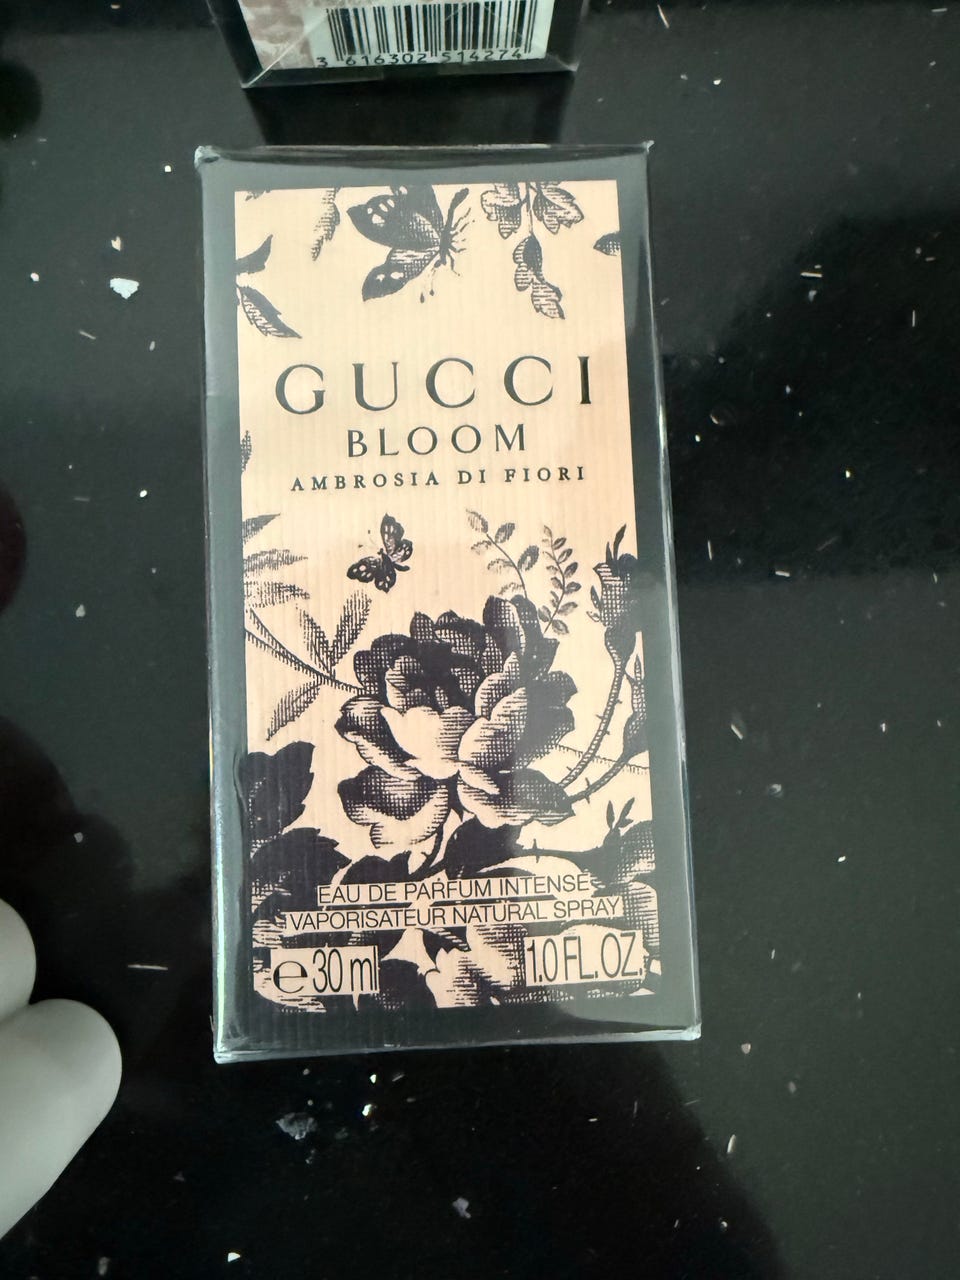 3 616302 514274
GUCCI
BLOOM
AMBROSIA DI FIORI
EAU DE PARFUM INTENSE
VAPORISATEUR NATURAL SPRAY
℮ 30 ml 1.0 FL. OZ.